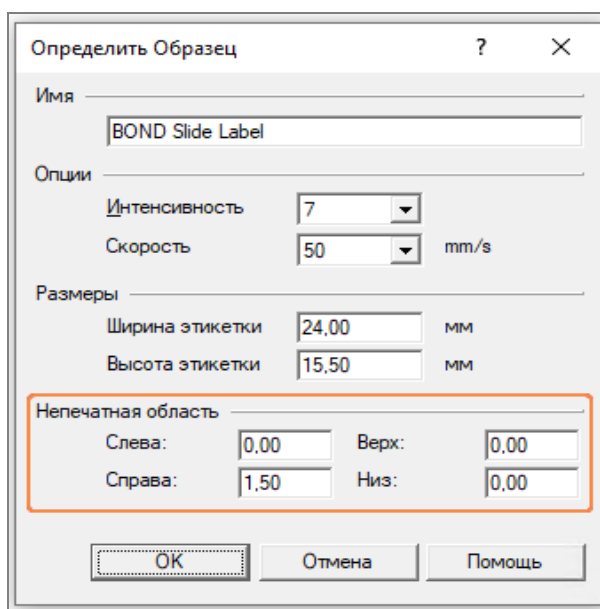 Определить Образец ? ×
Имя
BOND Slide Label
Опции
Интенсивность 7
Скорость 50 mm/s
Размеры
Ширина этикетки 24,00 мм
Высота этикетки 15,50 мм
Непечатная область
Слева: 0,00 Верх: 0,00
Справа: 1,50 Низ: 0,00
OK Отмена Помощь